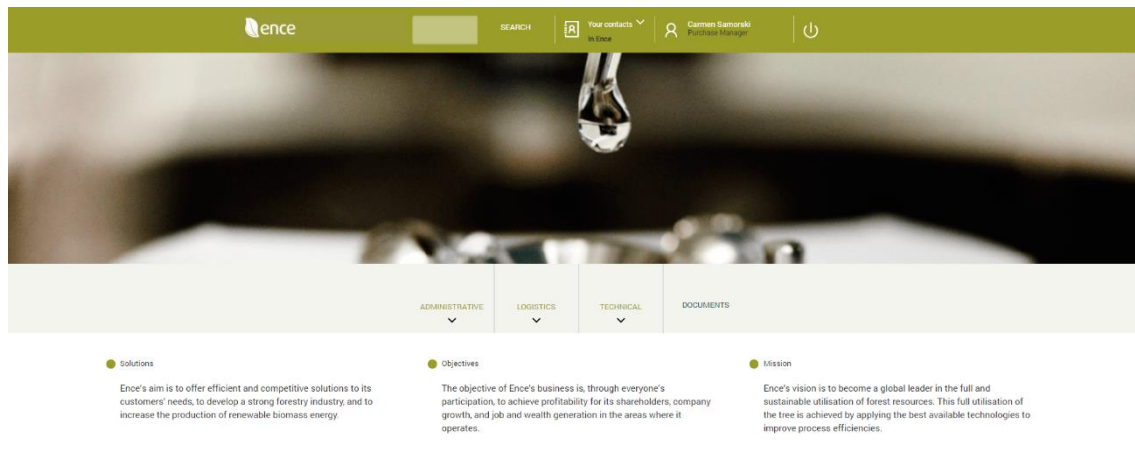 ence
SEARCH
Your contacts
In Ence
Carmen Samorski
Purchase Manager
ADMINISTRATIVE
LOGISTICS
TECHNICAL
DOCUMENTS
Solutions
Ence's aim is to offer efficient and competitive solutions to its
customers' needs, to develop a strong forestry industry, and to
increase the production of renewable biomass energy.
Objectives
The objective of Ence's business is, through everyone's
participation, to achieve profitability for its shareholders, company
growth, and job and wealth generation in the areas where it
operates.
Mission
Ence's vision is to become a global leader in the full and
sustainable utilisation of forest resources. This full utilisation of
the tree is achieved by applying the best available technologies to
improve process efficiencies.